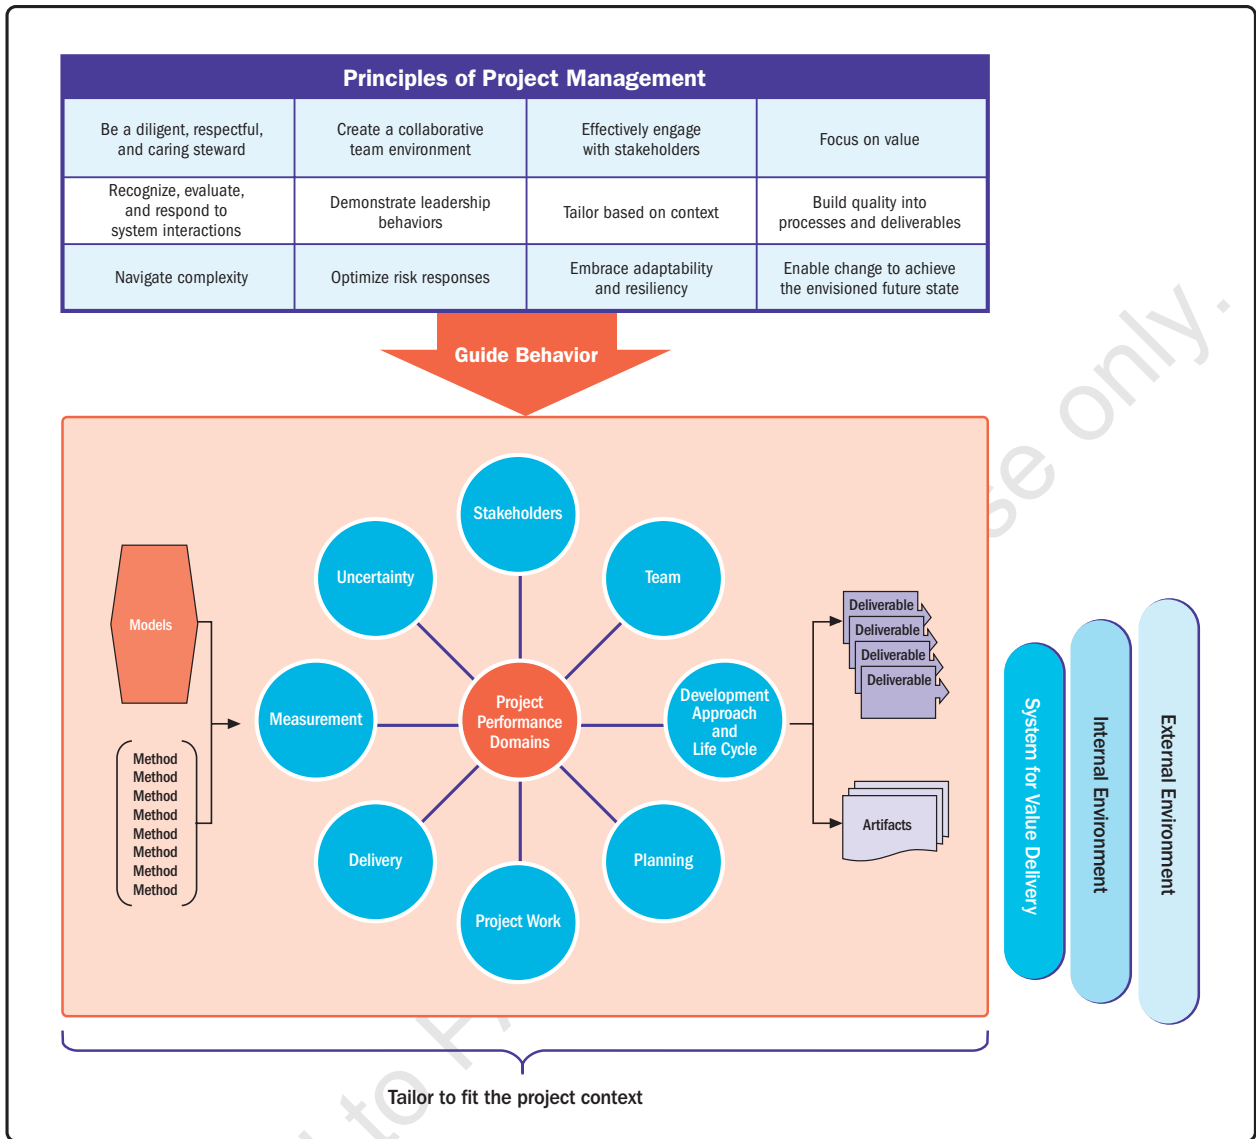 Principles of Project Management
Be a diligent, respectful,
and caring steward
Create a collaborative
team environment
Effectively engage
with stakeholders
Focus on value
Recognize, evaluate,
and respond to
system interactions
Demonstrate leadership
behaviors
Tailor based on context
Build quality into
processes and deliverables
Navigate complexity
Optimize risk responses
Embrace adaptability
and resiliency
Enable change to achieve
the envisioned future state
Guide Behavior
Stakeholders
Uncertainty
Team
Models
Measurement
Project
Performance
Domains
Development
Approach
and
Life Cycle
Deliverable
Deliverable
Deliverable
Deliverable
Method
Method
Method
Method
Method
Method
Method
Method
Artifacts
Delivery
Planning
Project Work
System for Value Delivery
Internal Environment
External Environment
Tailor to fit the project context
to
only.